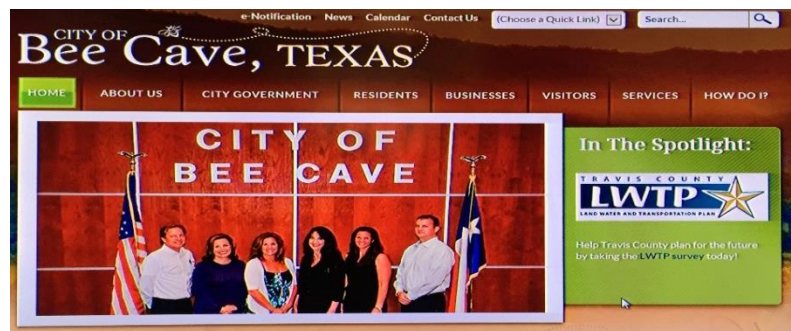 e-Notification News Calendar Contact Us (Choose a Quick Link) Search...
CITY OF
Bee Cave, TEXAS
HOME ABOUT US CITY GOVERNMENT RESIDENTS BUSINESSES VISITORS SERVICES HOW DO I?
CITY OF
BEE CAVE
In The Spotlight:
TRAVIS COUNTY
LWTP
LAND WATER AND TRANSPORTATION PLAN
Help Travis County plan for the future
by taking the LWTP survey today!